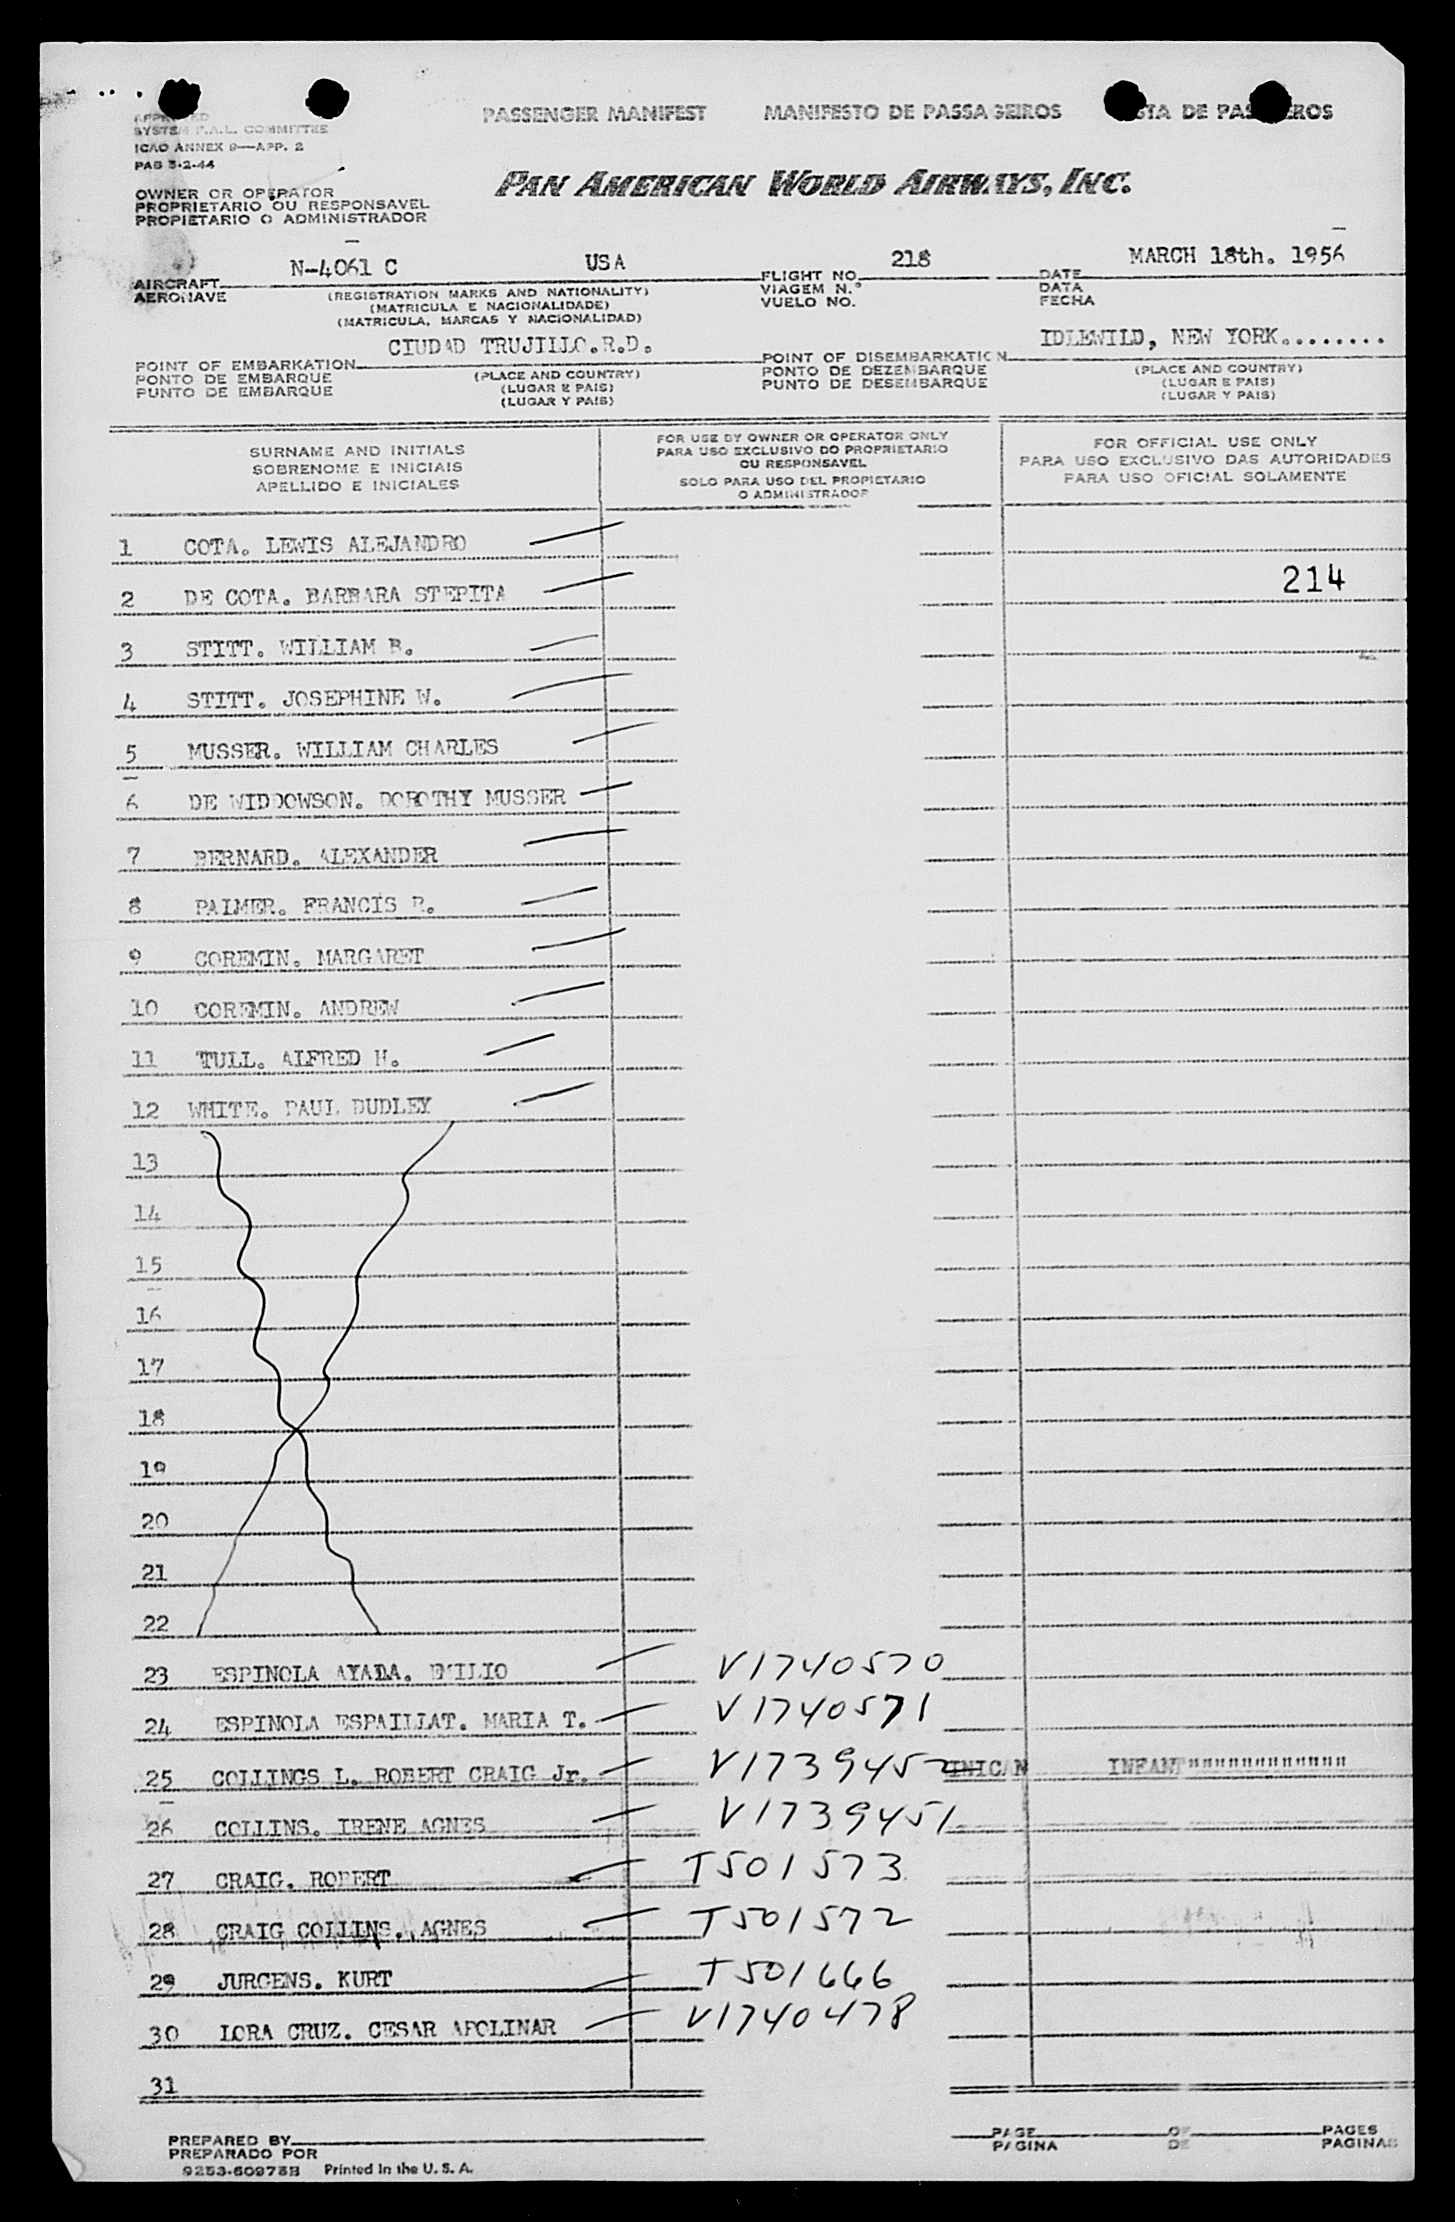 PASSENGER MANIFEST MANIFESTO DE PASSAGEIROS
SYSTEM F.A.L. COMMITTEE
ICAO ANNEX 9—APP. 2
PAB 3-2-44
PAN AMERICAN WORLD AIRWAYS, INC.
OWNER OR OPERATOR
PROPRIETARIO OU RESPONSAVEL
PROPIETARIO O ADMINISTRADOR
N-4061 C USA 218 MARCH 18th. 1956
AIRCRAFT FLIGHT NO. DATE
AERONAVE (REGISTRATION MARKS AND NATIONALITY) VIAGEM N.° DATA
(MATRICULA E NACIONALIDADE) VUELO NO. FECHA
(MATRICULA, MARCAS Y NACIONALIDAD)
CIUDAD TRUJILLO.R.D. IDLEWILD, NEW YORK.........
POINT OF EMBARKATION POINT OF DISEMBARKATION
PONTO DE EMBARQUE (PLACE AND COUNTRY) PONTO DE DEZEMBARQUE (PLACE AND COUNTRY)
PUNTO DE EMBARQUE (LUGAR E PAIS) PUNTO DE DESEMBARQUE (LUGAR E PAIS)
(LUGAR Y PAIS) (LUGAR Y PAIS)
SURNAME AND INITIALS
SOBRENOME E INICIAIS
APELLIDO E INICIALES
FOR USE BY OWNER OR OPERATOR ONLY
PARA USO EXCLUSIVO DO PROPRIETARIO
OU RESPONSAVEL
SOLO PARA USO DEL PROPIETARIO
O ADMINISTRADOR
FOR OFFICIAL USE ONLY
PARA USO EXCLUSIVO DAS AUTORIDADES
PARA USO OFICIAL SOLAMENTE
1 COTA. LEWIS ALEJANDRO
2 DE COTA. BARBARA STEPITA 214
3 STITT. WILLIAM B.
4 STITT. JOSEPHINE W.
5 MUSSER. WILLIAM CHARLES
6 DE WIDDOWSON. DOROTHY MUSSER
7 BERNARD. ALEXANDER
8 PALMER. FRANCIS R.
9 COREMIN. MARGARET
10 COREMIN. ANDREW
11 TULL. ALFRED H.
12 WHITE. PAUL DUDLEY
13
14
15
16
17
18
19
20
21
22
23 ESPINOLA AYADA. EMILIO V1740570
24 ESPINOLA ESPAILLAT. MARIA T. V1740571
25 COLLINGS L. ROBERT CRAIG Jr. V1739452 INICAN INFANT"""""""""""""
26 COLLINS. IRENE AGNES V1739451
27 CRAIG. ROBERT T501573
28 CRAIG COLLINS. AGNES T501572
29 JURGENS. KURT T501666
30 LORA CRUZ. CESAR APOLINAR V1740478
31
PREPARED BY PAGE OF PAGES
PREPARADO POR PAGINA DE PAGINAS
9253-60973B Printed in the U. S. A.